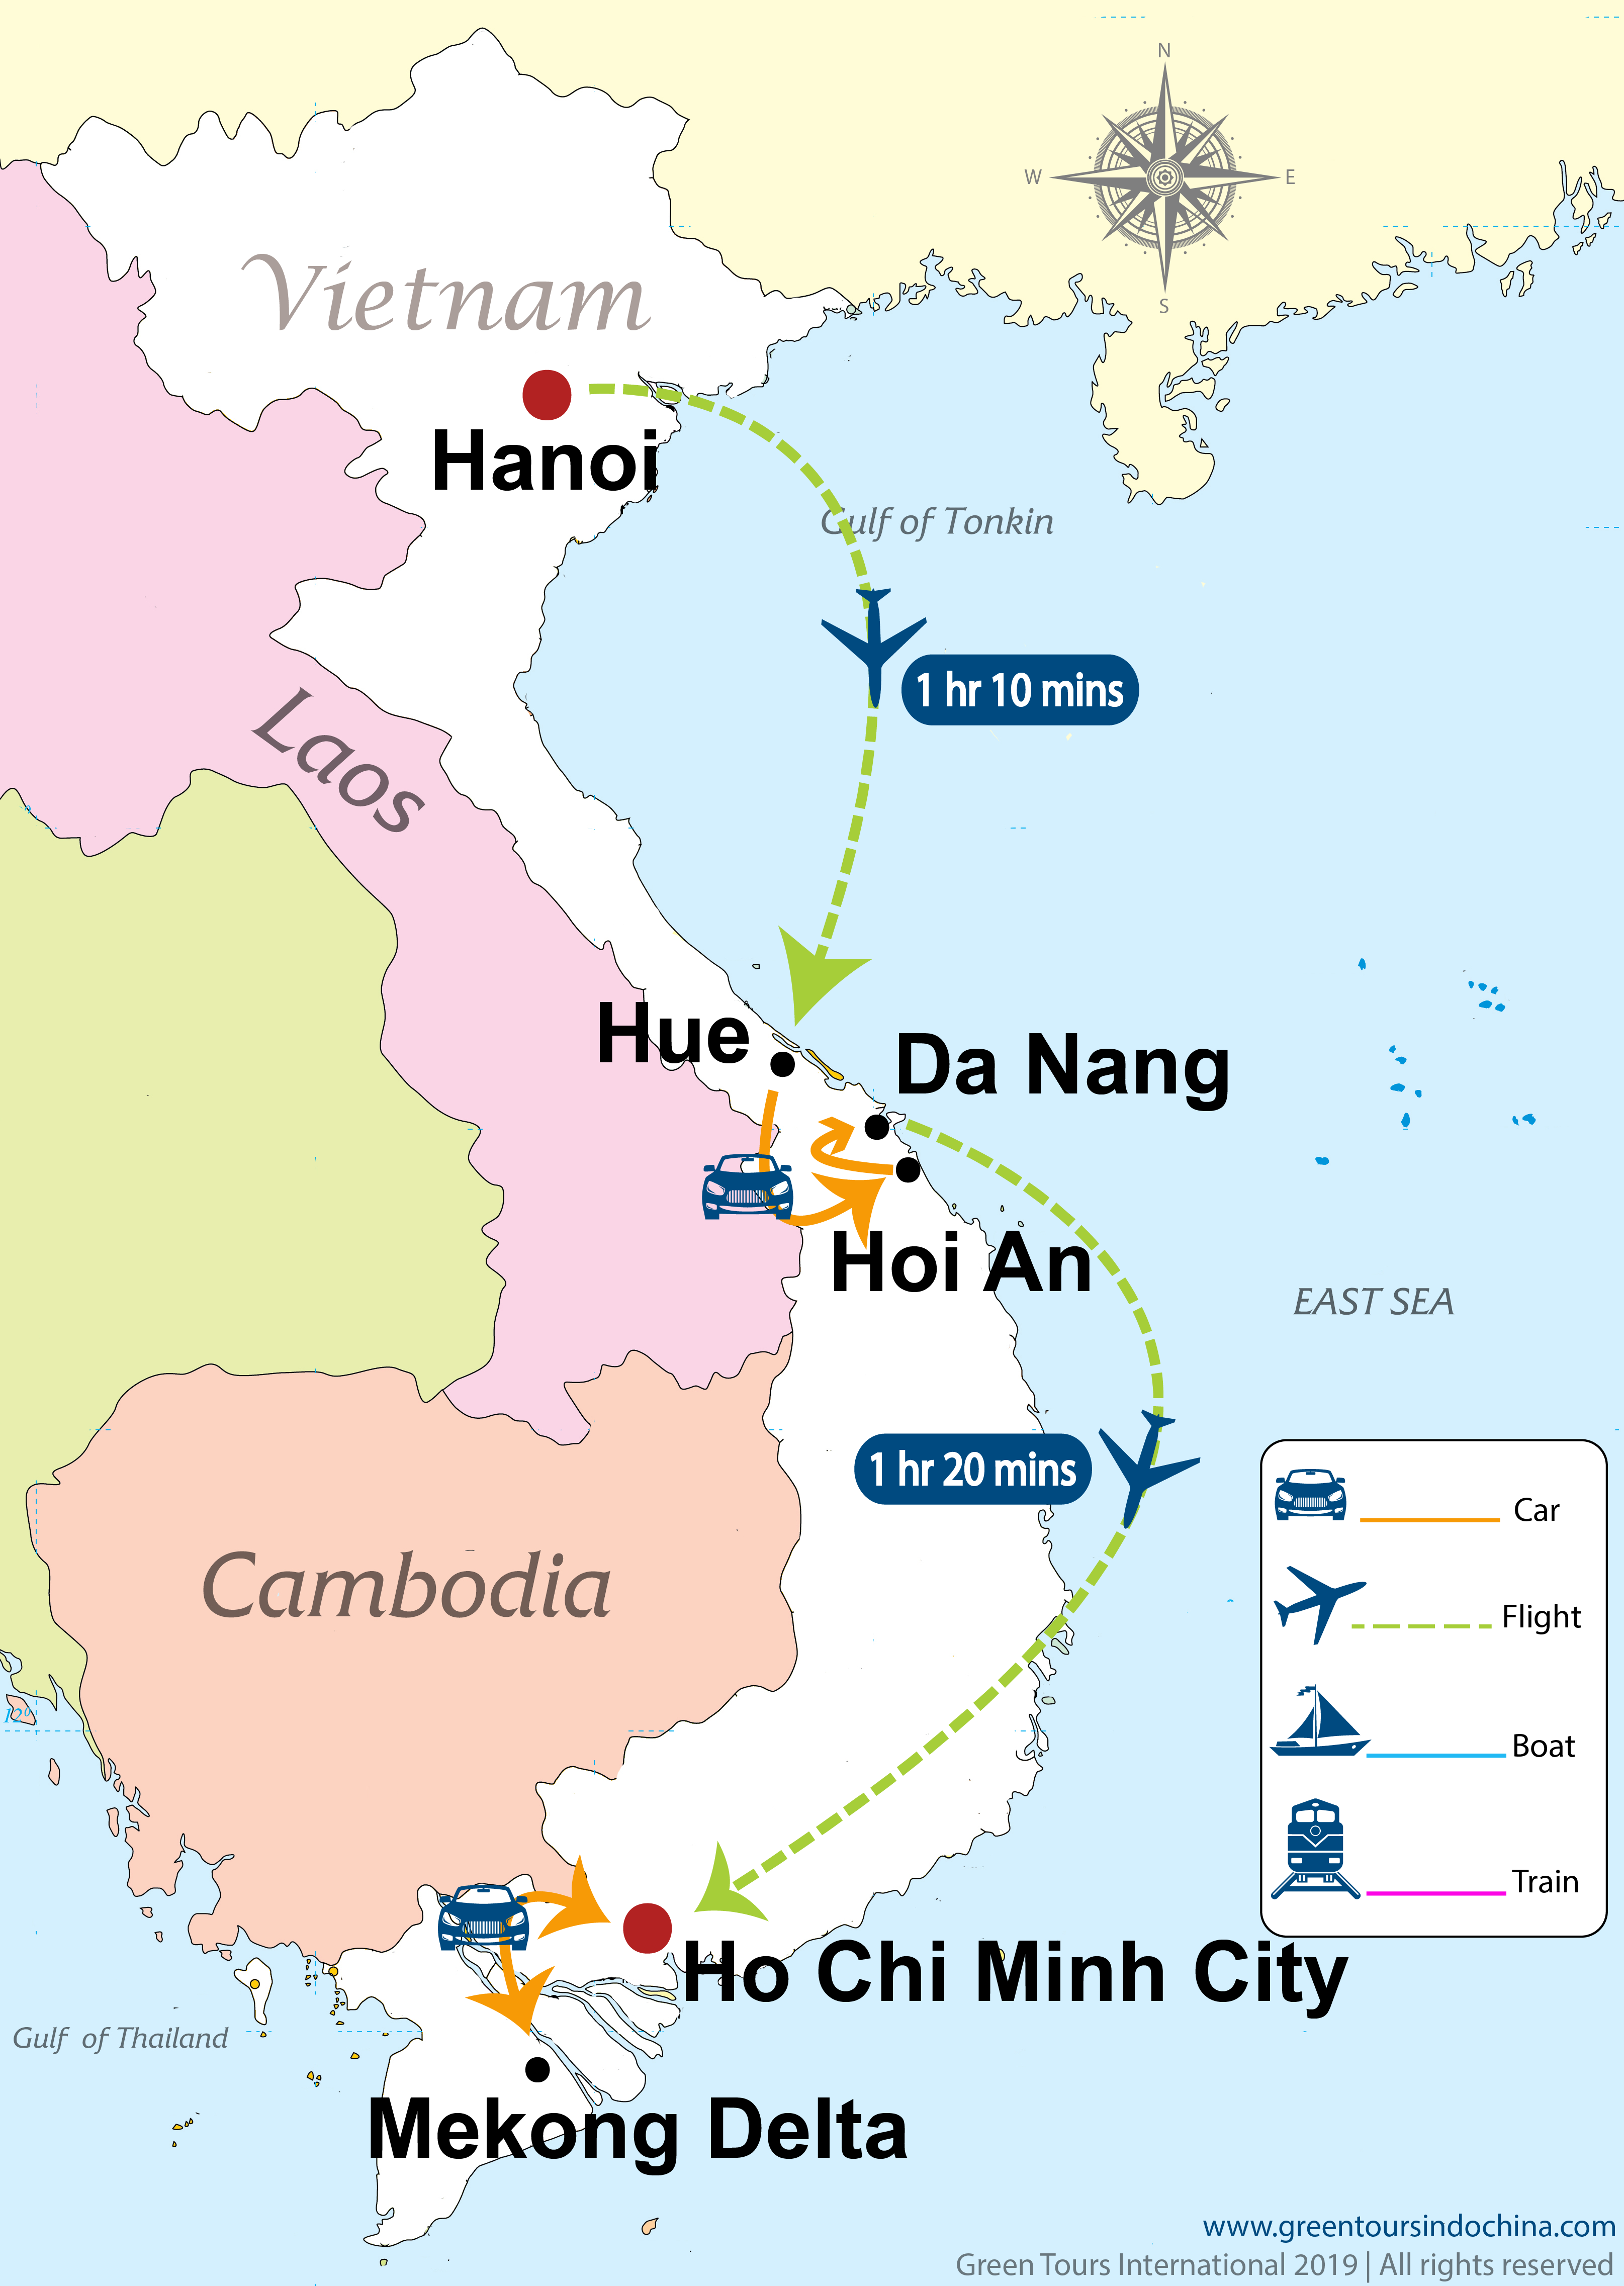 N
W
E
S
Vietnam
Hanoi
Gulf of Tonkin
1 hr 10 mins
Laos
Hue
Da Nang
Hoi An
EAST SEA
1 hr 20 mins
Car
Cambodia
Flight
12°
Boat
Train
Ho Chi Minh City
Gulf of Thailand
Mekong Delta
www.greentoursindochina.com
Green Tours International 2019 | All rights reserved